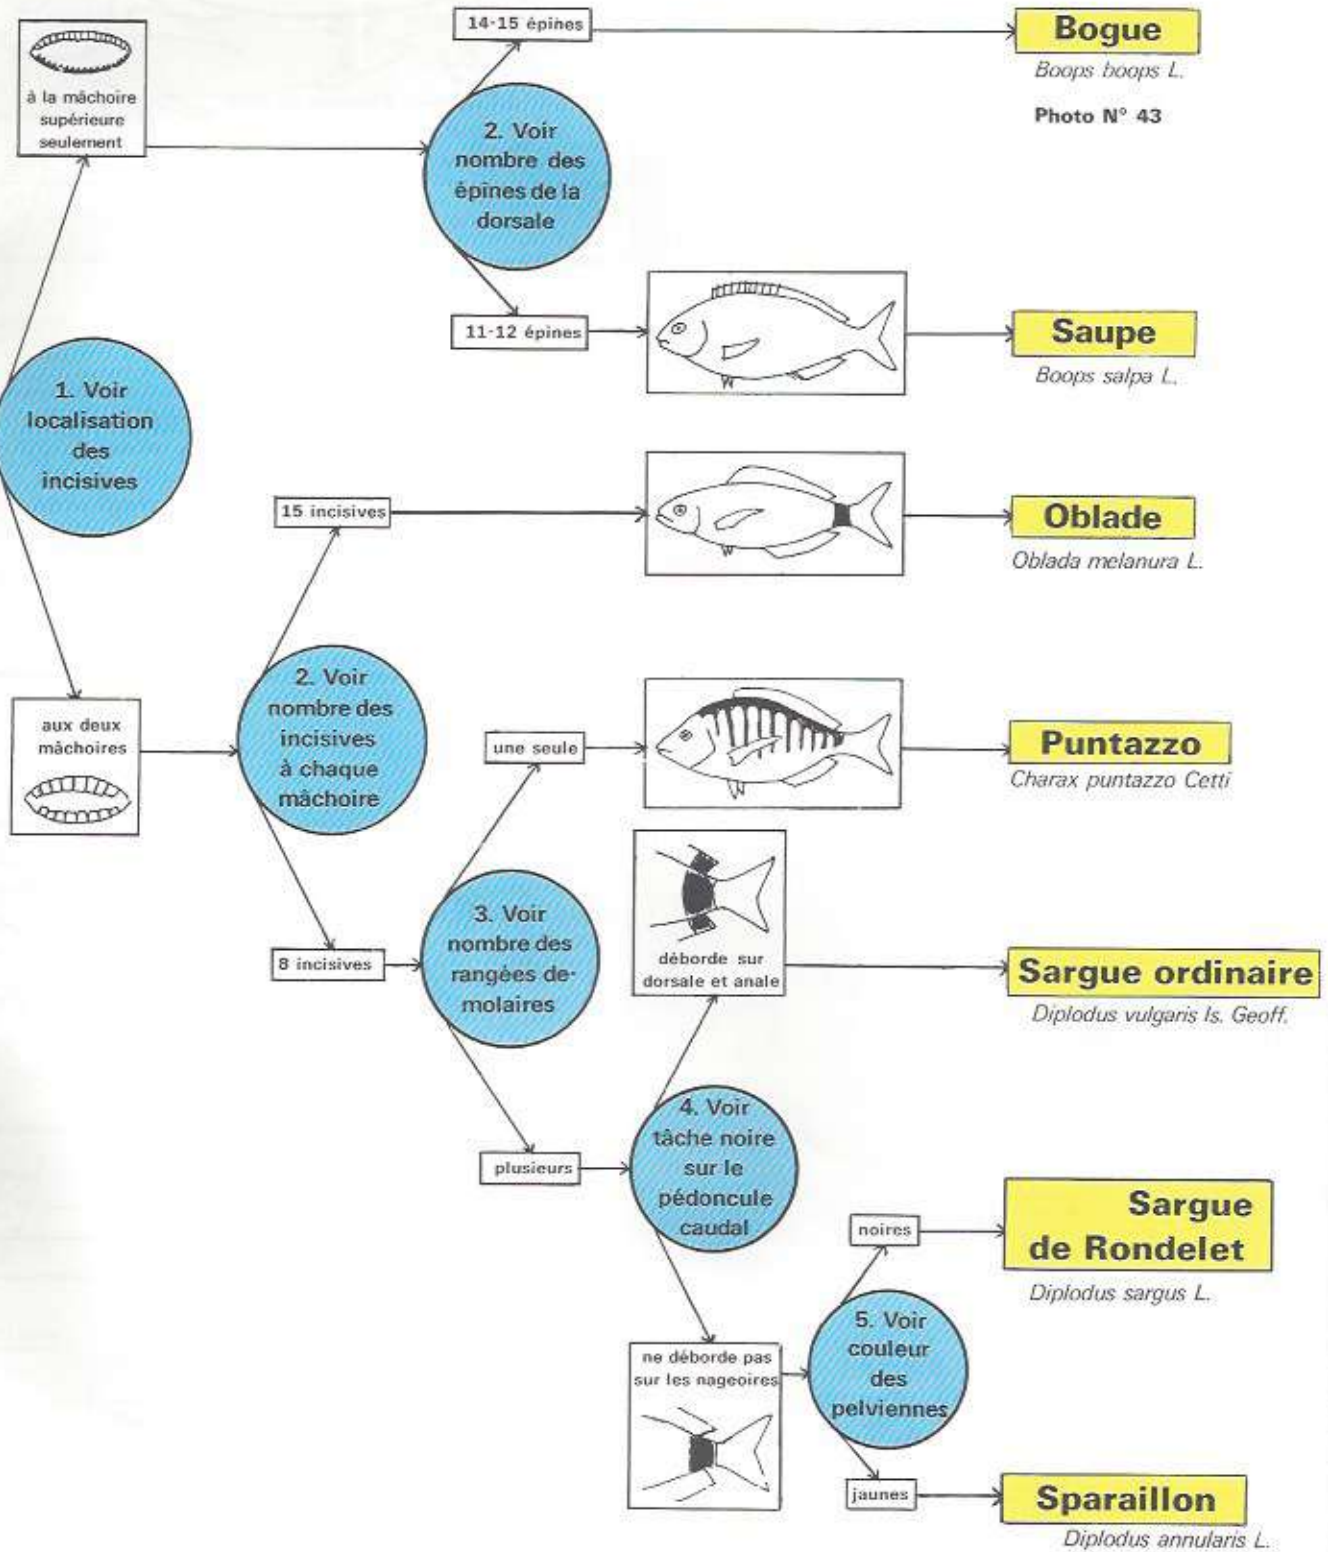 14-15 épines
Bogue
Boops boops L.
Photo N° 43
à la mâchoire
supérieure
seulement
2. Voir
nombre des
épines de la
dorsale
11-12 épines
Saupe
Boops salpa L.
1. Voir
localisation
des
incisives
15 incisives
Oblade
Oblada melanura L.
aux deux
mâchoires
2. Voir
nombre des
incisives
à chaque
mâchoire
une seule
Puntazzo
Charax puntazzo Cetti
8 incisives
3. Voir
nombre des
rangées de-
molaires
déborde sur
dorsale et anale
Sargue ordinaire
Diplodus vulgaris Is. Geoff.
plusieurs
4. Voir
tâche noire
sur le
pédoncule
caudal
noires
Sargue
de Rondelet
Diplodus sargus L.
ne déborde pas
sur les nageoires
5. Voir
couleur
des
pelviennes
jaunes
Sparaillon
Diplodus annularis L.